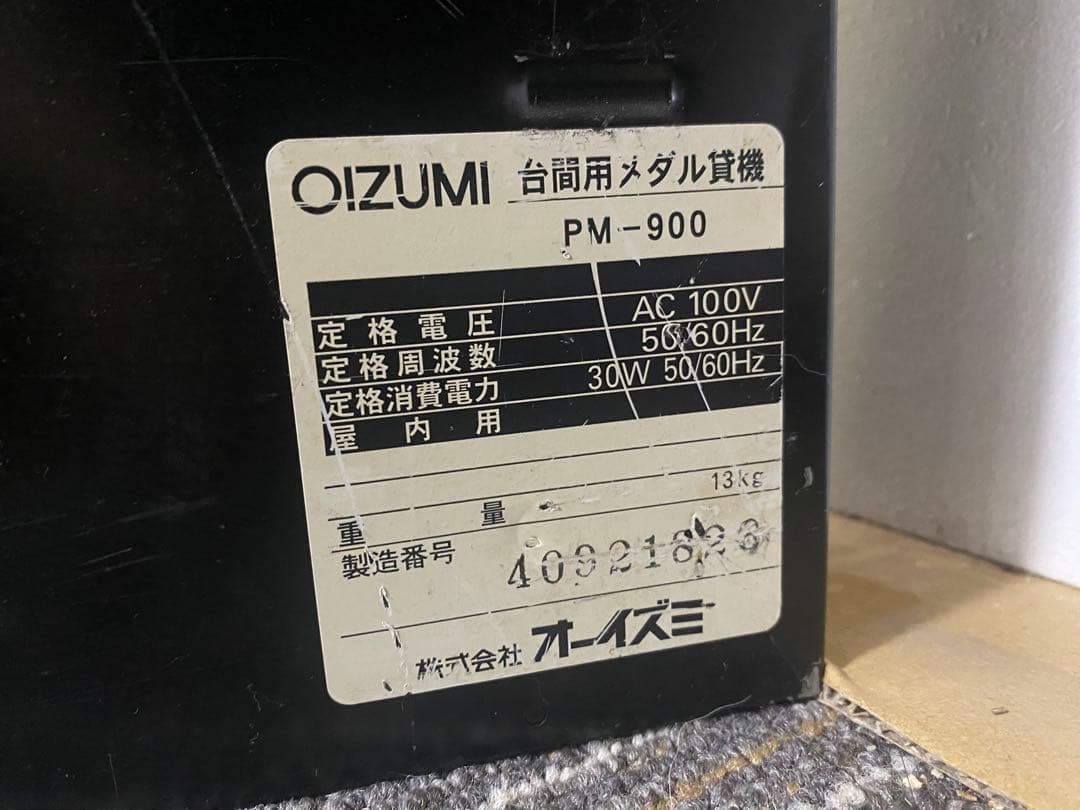 OIZUMI 台間用メダル貸機
PM-900
定格電圧 AC 100V
定格周波数 50/60Hz
定格消費電力 30W 50/60Hz
屋内用
重量 13kg
製造番号 40921826
株式会社 オーイズミ